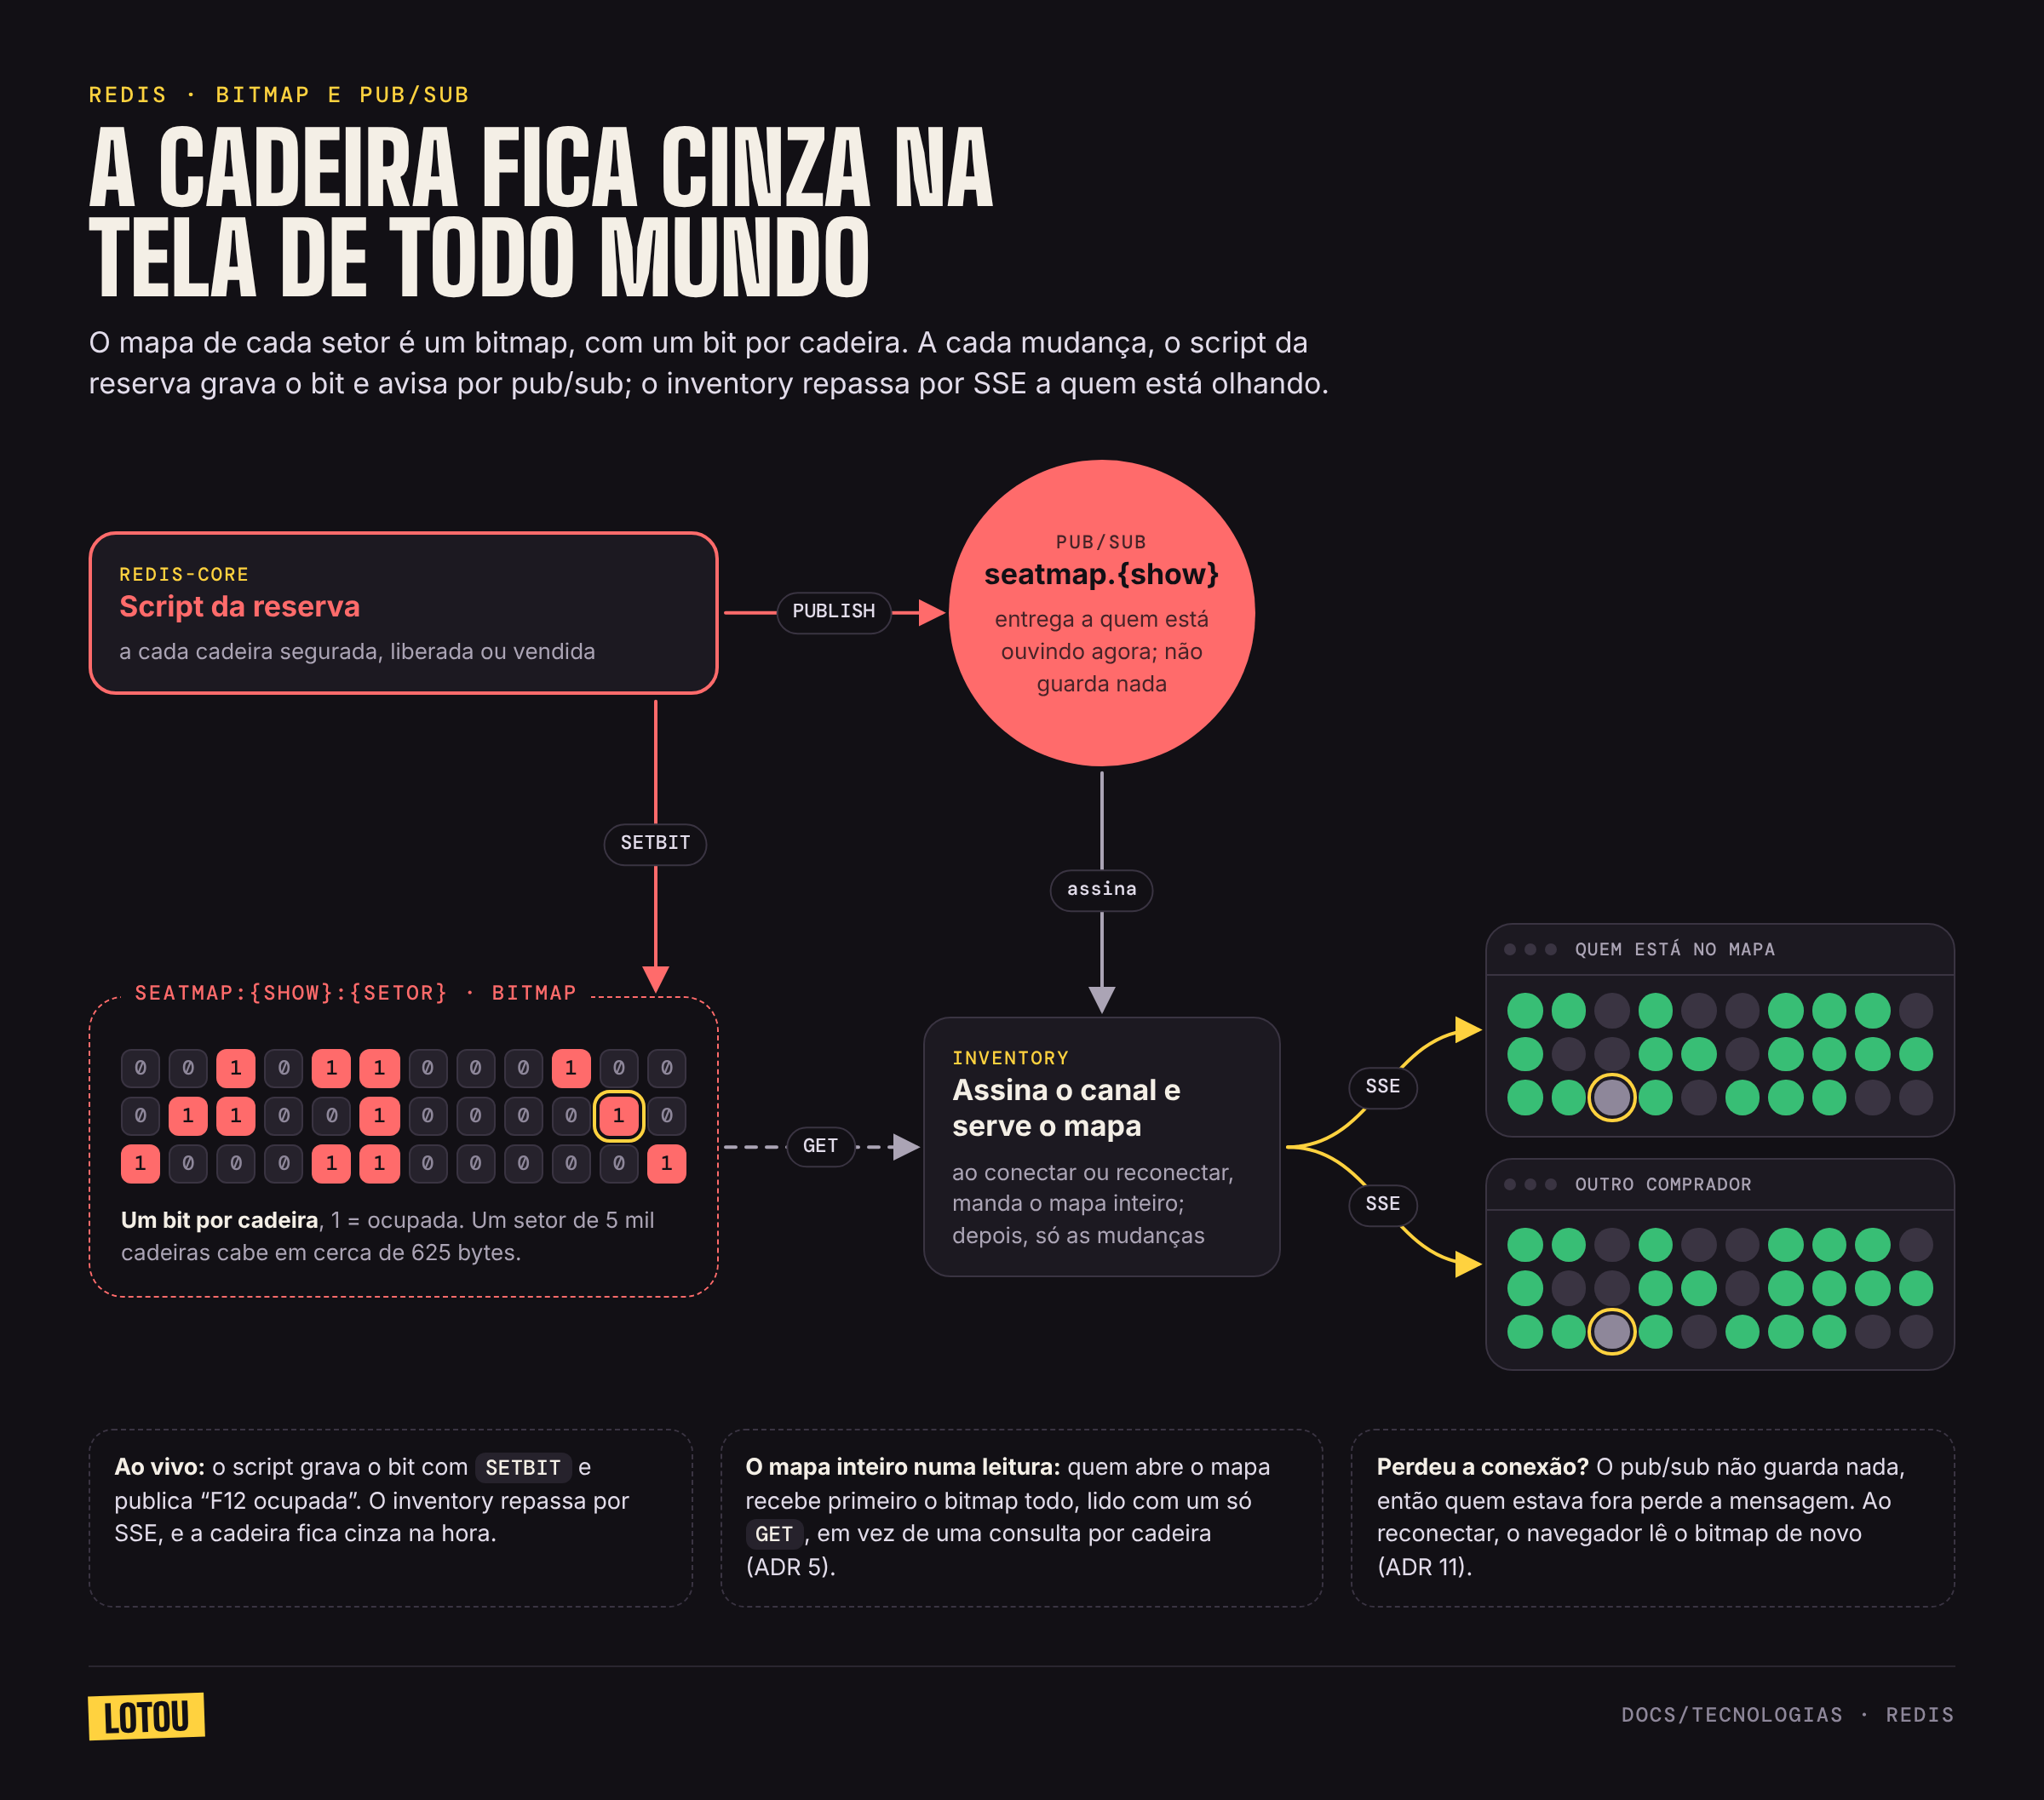 REDIS · BITMAP E PUB/SUB
A CADEIRA FICA CINZA NA
TELA DE TODO MUNDO
O mapa de cada setor é um bitmap, com um bit por cadeira. A cada mudança, o script da
reserva grava o bit e avisa por pub/sub; o inventory repassa por SSE a quem está olhando.
REDIS-CORE
Script da reserva
a cada cadeira segurada, liberada ou vendida
PUBLISH
PUB/SUB
seatmap.{show}
entrega a quem está
ouvindo agora; não
guarda nada
SETBIT
assina
SEATMAP:{SHOW}:{SETOR} · BITMAP
0 0 1 0 1 1 0 0 0 1 0 0
0 1 1 0 0 1 0 0 0 0 1 0
1 0 0 0 1 1 0 0 0 0 0 1
Um bit por cadeira, 1 = ocupada. Um setor de 5 mil
cadeiras cabe em cerca de 625 bytes.
GET
INVENTORY
Assina o canal e
serve o mapa
ao conectar ou reconectar,
manda o mapa inteiro;
depois, só as mudanças
SSE
SSE
QUEM ESTÁ NO MAPA
OUTRO COMPRADOR
Ao vivo: o script grava o bit com SETBIT e
publica “F12 ocupada”. O inventory repassa por
SSE, e a cadeira fica cinza na hora.
O mapa inteiro numa leitura: quem abre o mapa
recebe primeiro o bitmap todo, lido com um só
GET, em vez de uma consulta por cadeira
(ADR 5).
Perdeu a conexão? O pub/sub não guarda nada,
então quem estava fora perde a mensagem. Ao
reconectar, o navegador lê o bitmap de novo
(ADR 11).
LOTOU
DOCS/TECNOLOGIAS · REDIS